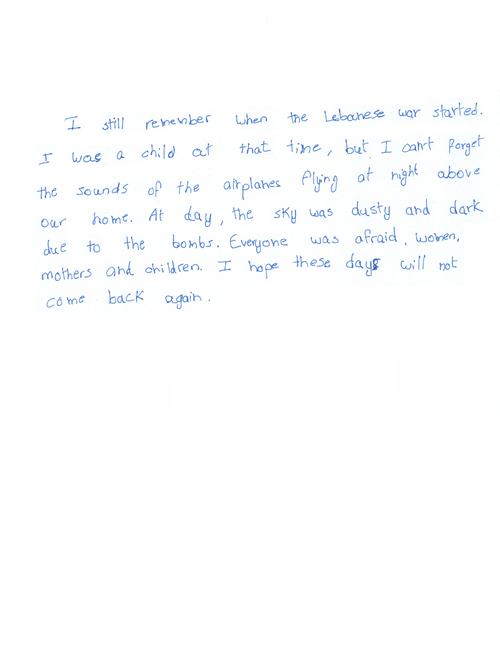 I still remember when the Lebanese war started.
I was a child at that time, but I can't forget
the sounds of the airplanes flying at night above
our home. At day, the sky was dusty and dark
due to the bombs. Everyone was afraid, women,
mothers and children. I hope these days will not
come back again.